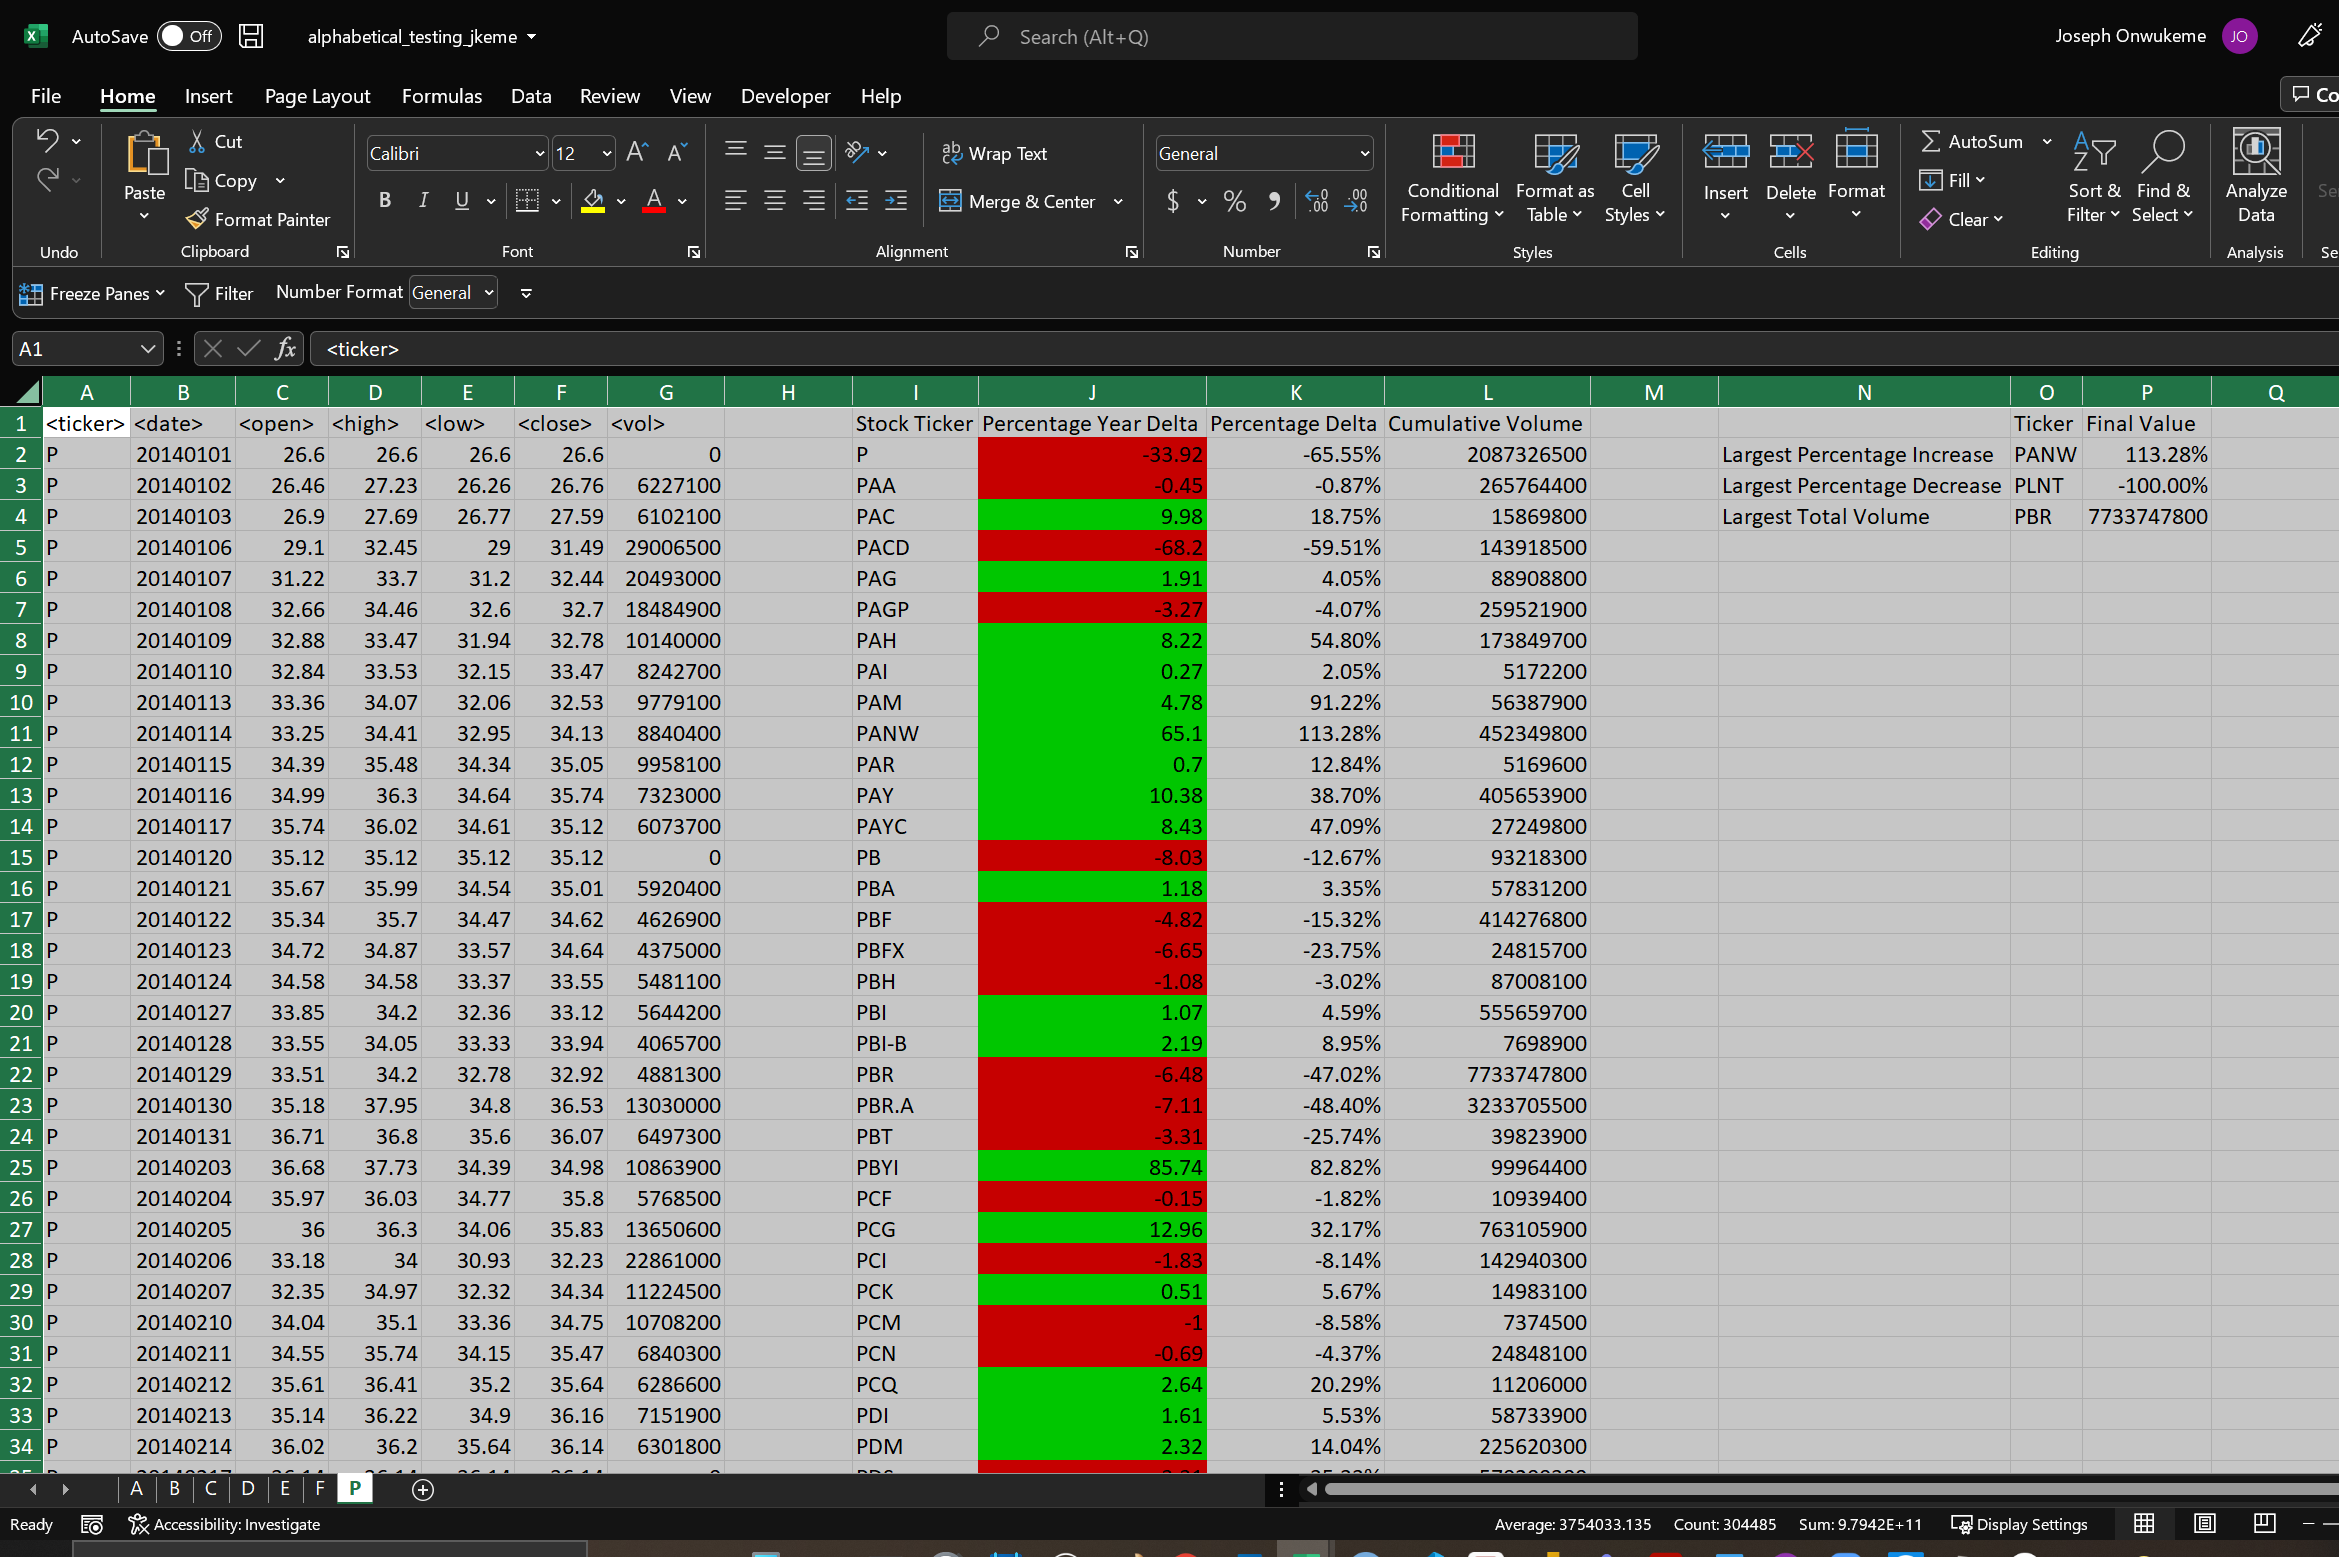 AutoSave Off alphabetical_testing_jkeme Search (Alt+Q) Joseph Onwukeme JO
File Home Insert Page Layout Formulas Data Review View Developer Help Co
Paste Cut Copy Format Painter
Calibri 12 B I U A
Wrap Text Merge & Center
General $ % 9
Conditional Formatting Format as Table Cell Styles
Insert Delete Format
AutoSum Fill Clear Sort & Filter Find & Select Analyze Data
Undo Clipboard Font Alignment Number Styles Cells Editing Analysis Se
Freeze Panes Filter Number Format General
A1 fx <ticker>
A B C D E F G H I J K L M N O P Q
1 <ticker> <date> <open> <high> <low> <close> <vol> Stock Ticker Percentage Year Delta Percentage Delta Cumulative Volume Ticker Final Value
2 P 20140101 26.6 26.6 26.6 26.6 0 P -33.92 -65.55% 2087326500 Largest Percentage Increase PANW 113.28%
3 P 20140102 26.46 27.23 26.26 26.76 6227100 PAA -0.45 -0.87% 265764400 Largest Percentage Decrease PLNT -100.00%
4 P 20140103 26.9 27.69 26.77 27.59 6102100 PAC 9.98 18.75% 15869800 Largest Total Volume PBR 7733747800
5 P 20140106 29.1 32.45 29 31.49 29006500 PACD -68.2 -59.51% 143918500
6 P 20140107 31.22 33.7 31.2 32.44 20493000 PAG 1.91 4.05% 88908800
7 P 20140108 32.66 34.46 32.6 32.7 18484900 PAGP -3.27 -4.07% 259521900
8 P 20140109 32.88 33.47 31.94 32.78 10140000 PAH 8.22 54.80% 173849700
9 P 20140110 32.84 33.53 32.15 33.47 8242700 PAI 0.27 2.05% 5172200
10 P 20140113 33.36 34.07 32.06 32.53 9779100 PAM 4.78 91.22% 56387900
11 P 20140114 33.25 34.41 32.95 34.13 8840400 PANW 65.1 113.28% 452349800
12 P 20140115 34.39 35.48 34.34 35.05 9958100 PAR 0.7 12.84% 5169600
13 P 20140116 34.99 36.3 34.64 35.74 7323000 PAY 10.38 38.70% 405653900
14 P 20140117 35.74 36.02 34.61 35.12 6073700 PAYC 8.43 47.09% 27249800
15 P 20140120 35.12 35.12 35.12 35.12 0 PB -8.03 -12.67% 93218300
16 P 20140121 35.67 35.99 34.54 35.01 5920400 PBA 1.18 3.35% 57831200
17 P 20140122 35.34 35.7 34.47 34.62 4626900 PBF -4.82 -15.32% 414276800
18 P 20140123 34.72 34.87 33.57 34.64 4375000 PBFX -6.65 -23.75% 24815700
19 P 20140124 34.58 34.58 33.37 33.55 5481100 PBH -1.08 -3.02% 87008100
20 P 20140127 33.85 34.2 32.36 33.12 5644200 PBI 1.07 4.59% 555659700
21 P 20140128 33.55 34.05 33.33 33.94 4065700 PBI-B 2.19 8.95% 7698900
22 P 20140129 33.51 34.2 32.78 32.92 4881300 PBR -6.48 -47.02% 7733747800
23 P 20140130 35.18 37.95 34.8 36.53 13030000 PBR.A -7.11 -48.40% 3233705500
24 P 20140131 36.71 36.8 35.6 36.07 6497300 PBT -3.31 -25.74% 39823900
25 P 20140203 36.68 37.73 34.39 34.98 10863900 PBYI 85.74 82.82% 99964400
26 P 20140204 35.97 36.03 34.77 35.8 5768500 PCF -0.15 -1.82% 10939400
27 P 20140205 36 36.3 34.06 35.83 13650600 PCG 12.96 32.17% 763105900
28 P 20140206 33.18 34 30.93 32.23 22861000 PCI -1.83 -8.14% 142940300
29 P 20140207 32.35 34.97 32.32 34.34 11224500 PCK 0.51 5.67% 14983100
30 P 20140210 34.04 35.1 33.36 34.75 10708200 PCM -1 -8.58% 7374500
31 P 20140211 34.55 35.74 34.15 35.47 6840300 PCN -0.69 -4.37% 24848100
32 P 20140212 35.61 36.41 35.2 35.64 6286600 PCQ 2.64 20.29% 11206000
33 P 20140213 35.14 36.22 34.9 36.16 7151900 PDI 1.61 5.53% 58733900
34 P 20140214 36.02 36.2 35.64 36.14 6301800 PDM 2.32 14.04% 225620300
A B C D E F P
Ready Accessibility: Investigate Average: 3754033.135 Count: 304485 Sum: 9.7942E+11 Display Settings